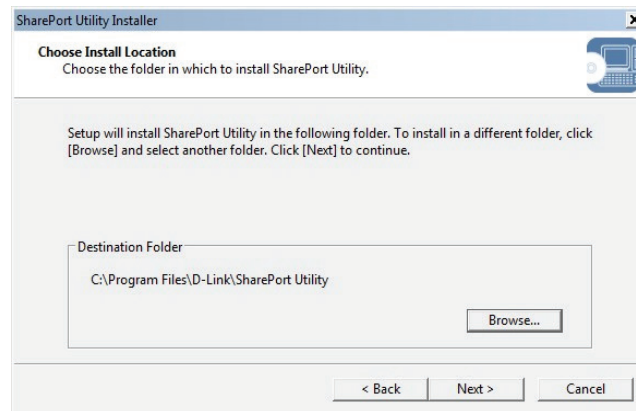 SharePort Utility Installer
Choose Install Location
Choose the folder in which to install SharePort Utility.
Setup will install SharePort Utility in the following folder. To install in a different folder, click
[Browse] and select another folder. Click [Next] to continue.
Destination Folder
C:\Program Files\D-Link\SharePort Utility
Browse...
< Back
Next >
Cancel